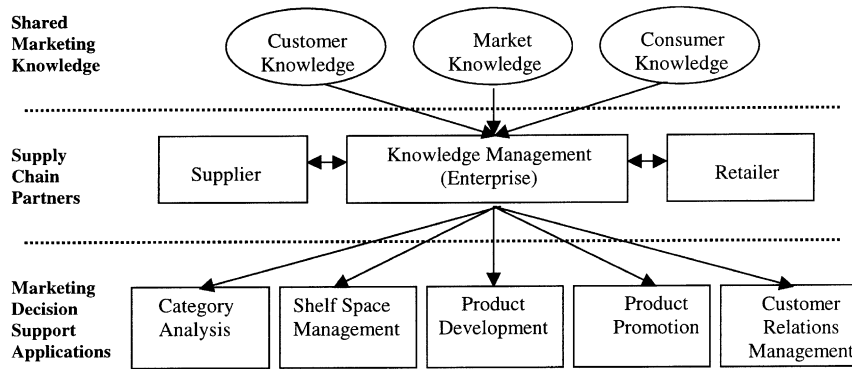 Shared
Marketing
Knowledge
Customer
Knowledge
Market
Knowledge
Consumer
Knowledge
Supply
Chain
Partners
Supplier
Knowledge Management
(Enterprise)
Retailer
Marketing
Decision
Support
Applications
Category
Analysis
Shelf Space
Management
Product
Development
Product
Promotion
Customer
Relations
Management